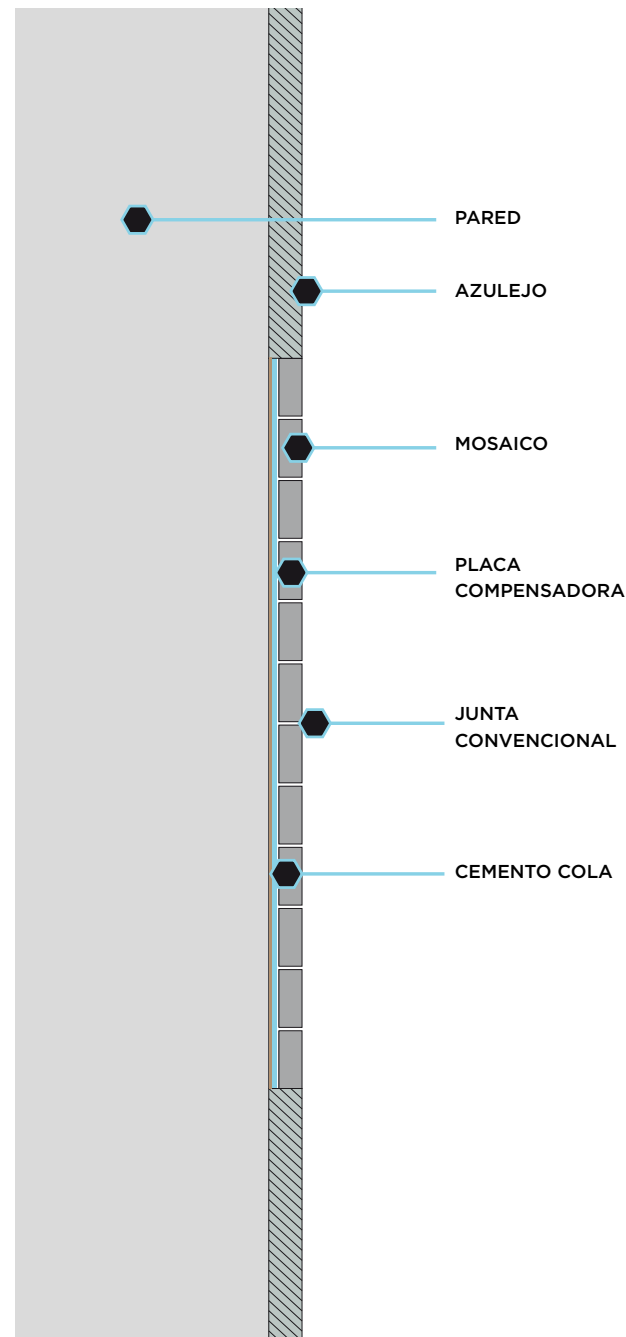 PARED
AZULEJO
MOSAICO
PLACA
COMPENSADORA
JUNTA
CONVENCIONAL
CEMENTO COLA